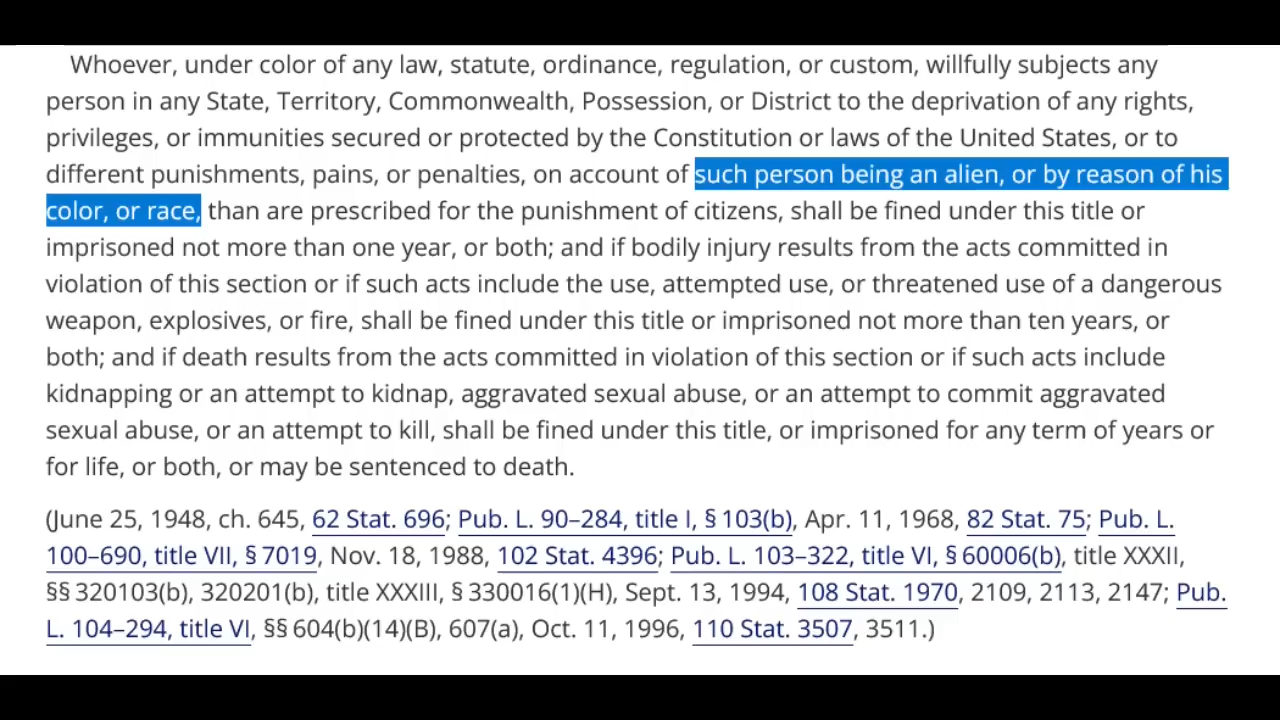 Whoever, under color of any law, statute, ordinance, regulation, or custom, willfully subjects any
person in any State, Territory, Commonwealth, Possession, or District to the deprivation of any rights,
privileges, or immunities secured or protected by the Constitution or laws of the United States, or to
different punishments, pains, or penalties, on account of such person being an alien, or by reason of his
color, or race, than are prescribed for the punishment of citizens, shall be fined under this title or
imprisoned not more than one year, or both; and if bodily injury results from the acts committed in
violation of this section or if such acts include the use, attempted use, or threatened use of a dangerous
weapon, explosives, or fire, shall be fined under this title or imprisoned not more than ten years, or
both; and if death results from the acts committed in violation of this section or if such acts include
kidnapping or an attempt to kidnap, aggravated sexual abuse, or an attempt to commit aggravated
sexual abuse, or an attempt to kill, shall be fined under this title, or imprisoned for any term of years or
for life, or both, or may be sentenced to death.
(June 25, 1948, ch. 645, 62 Stat. 696; Pub. L. 90–284, title I, § 103(b), Apr. 11, 1968, 82 Stat. 75; Pub. L.
100–690, title VII, § 7019, Nov. 18, 1988, 102 Stat. 4396; Pub. L. 103–322, title VI, § 60006(b), title XXXII,
§§ 320103(b), 320201(b), title XXXIII, § 330016(1)(H), Sept. 13, 1994, 108 Stat. 1970, 2109, 2113, 2147; Pub.
L. 104–294, title VI, §§ 604(b)(14)(B), 607(a), Oct. 11, 1996, 110 Stat. 3507, 3511.)